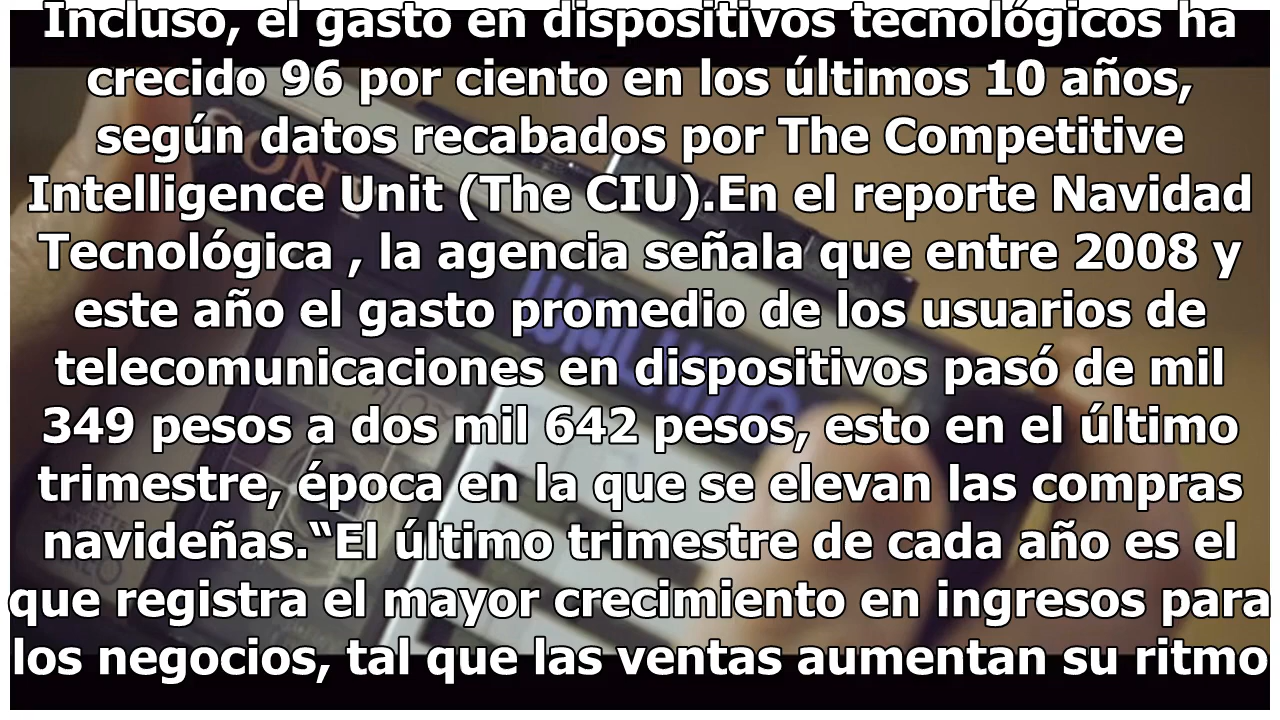 Incluso, el gasto en dispositivos tecnológicos ha
crecido 96 por ciento en los últimos 10 años,
según datos recabados por The Competitive
Intelligence Unit (The CIU).En el reporte Navidad
Tecnológica , la agencia señala que entre 2008 y
este año el gasto promedio de los usuarios de
telecomunicaciones en dispositivos pasó de mil
349 pesos a dos mil 642 pesos, esto en el último
trimestre, época en la que se elevan las compras
navideñas.“El último trimestre de cada año es el
que registra el mayor crecimiento en ingresos para
los negocios, tal que las ventas aumentan su ritmo
SONY